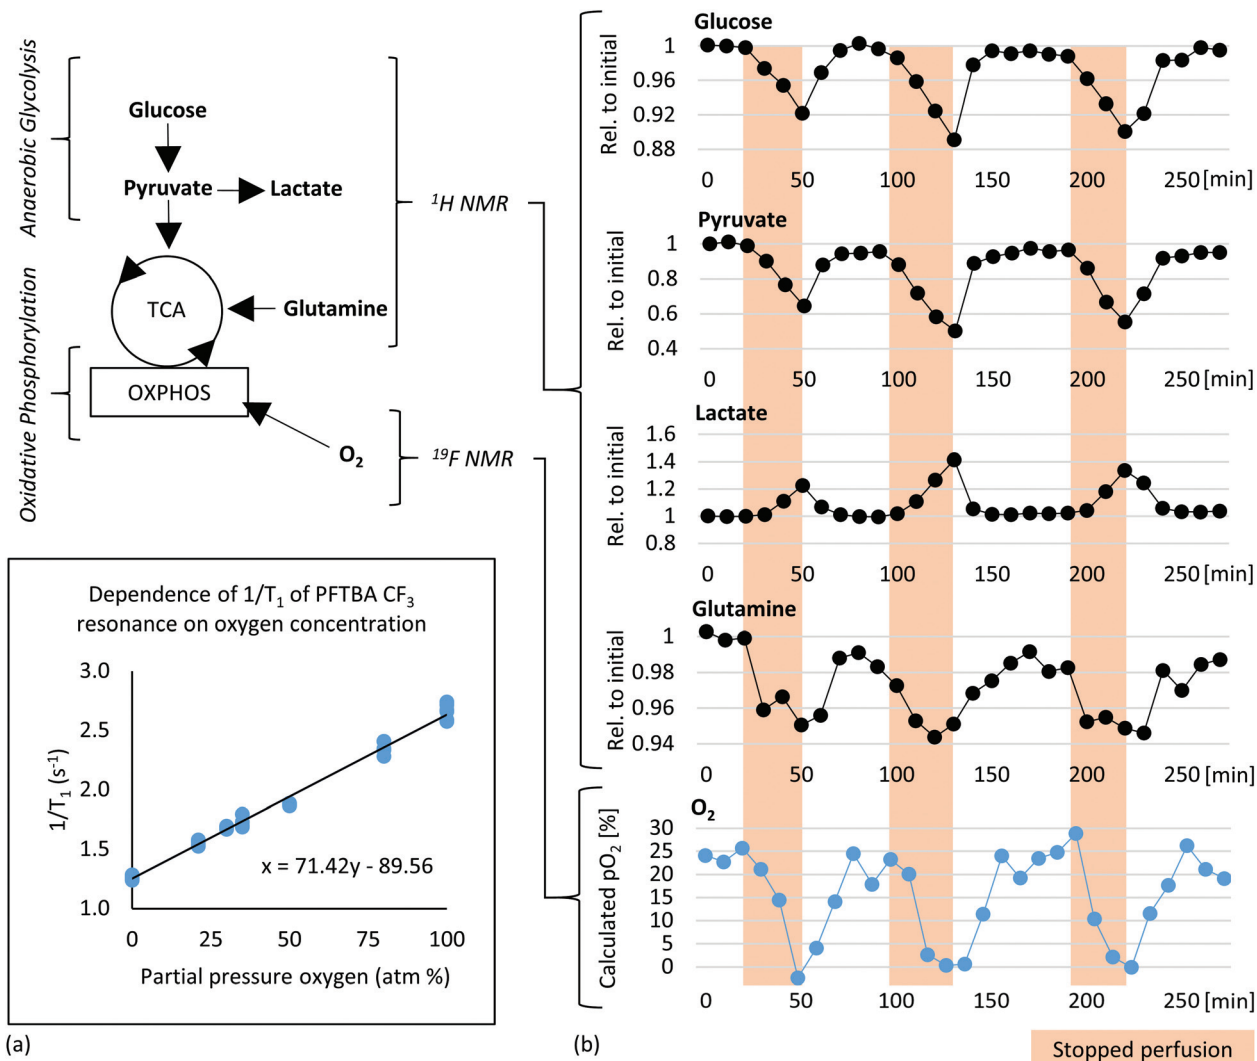 Anaerobic Glycolysis
Oxidative Phosphorylation
Glucose
Pyruvate
Lactate
TCA
Glutamine
OXPHOS
O₂
¹H NMR
¹⁹F NMR
Dependence of 1/T₁ of PFTBA CF₃
resonance on oxygen concentration
1/T₁ (s⁻¹)
3.0
2.5
2.0
1.5
1.0
x = 71.42y - 89.56
0 25 50 75 100
Partial pressure oxygen (atm %)
(a)
Glucose
Rel. to initial
1
0.96
0.92
0.88
0 50 100 150 200 250 [min]
Pyruvate
Rel. to initial
1
0.8
0.6
0.4
0 50 100 150 200 250 [min]
Lactate
Rel. to initial
1.6
1.4
1.2
1
0.8
0 50 100 150 200 250 [min]
Glutamine
Rel. to initial
1
0.98
0.96
0.94
0 50 100 150 200 250 [min]
O₂
Calculated pO₂ [%]
30
25
20
15
10
5
0
0 50 100 150 200 250 [min]
(b)
Stopped perfusion